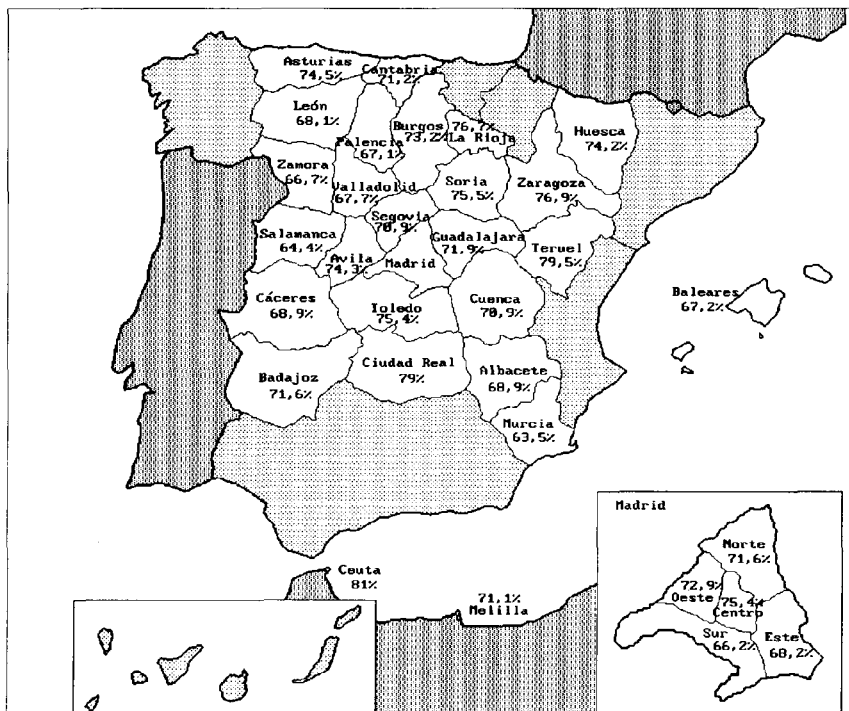 Asturias
74,5%
Cantabria
71,2%
León
68,1%
Palencia
67,1%
Burgos
73,2%
76,7%
La Rioja
Huesca
74,2%
Zamora
66,7%
Valladolid
67,7%
Soria
75,5%
Zaragoza
76,9%
Segovia
70,9%
Salamanca
64,4%
Avila
74,3%
Madrid
Guadalajara
71,9%
Teruel
79,5%
Cáceres
68,9%
Toledo
75,4%
Cuenca
70,9%
Baleares
67,2%
Badajoz
71,6%
Ciudad Real
79%
Albacete
68,9%
Murcia
63,5%
Ceuta
81%
71,1%
Melilla
Madrid
Norte
71,6%
72,9%
Oeste
75,4%
Centro
Sur
66,2%
Este
68,2%